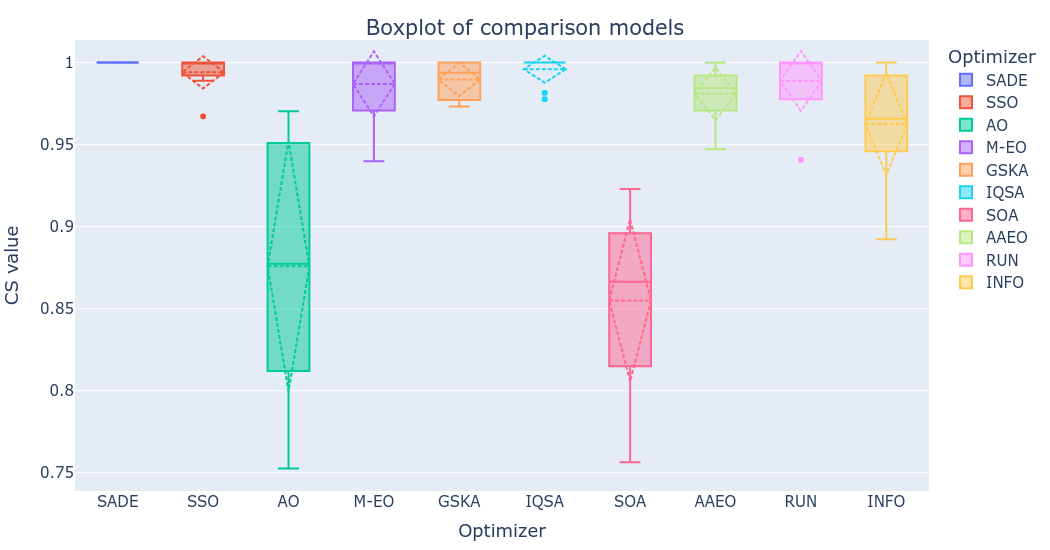 Boxplot of comparison models
CS value
1
0.95
0.9
0.85
0.8
0.75
SADE
SSO
AO
M-EO
GSKA
IQSA
SOA
AAEO
RUN
INFO
Optimizer
Optimizer
SADE
SSO
AO
M-EO
GSKA
IQSA
SOA
AAEO
RUN
INFO